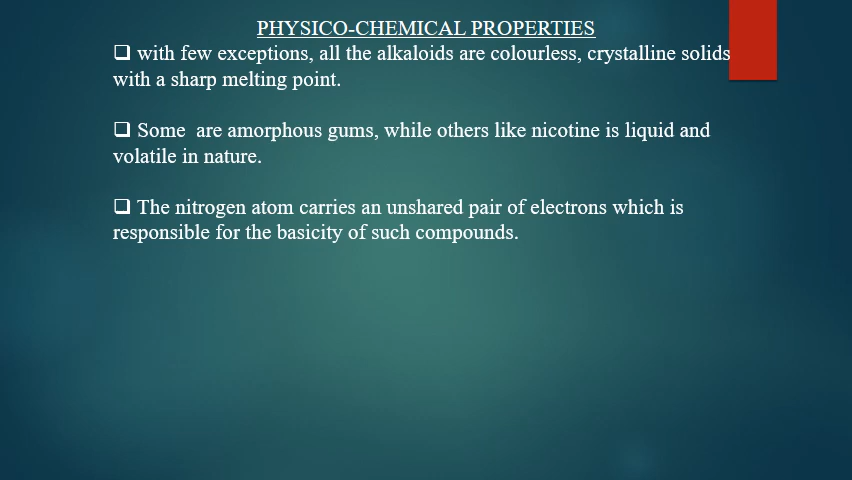 PHYSICO-CHEMICAL PROPERTIES
❑ with few exceptions, all the alkaloids are colourless, crystalline solids
with a sharp melting point.
❑ Some are amorphous gums, while others like nicotine is liquid and
volatile in nature.
❑ The nitrogen atom carries an unshared pair of electrons which is
responsible for the basicity of such compounds.